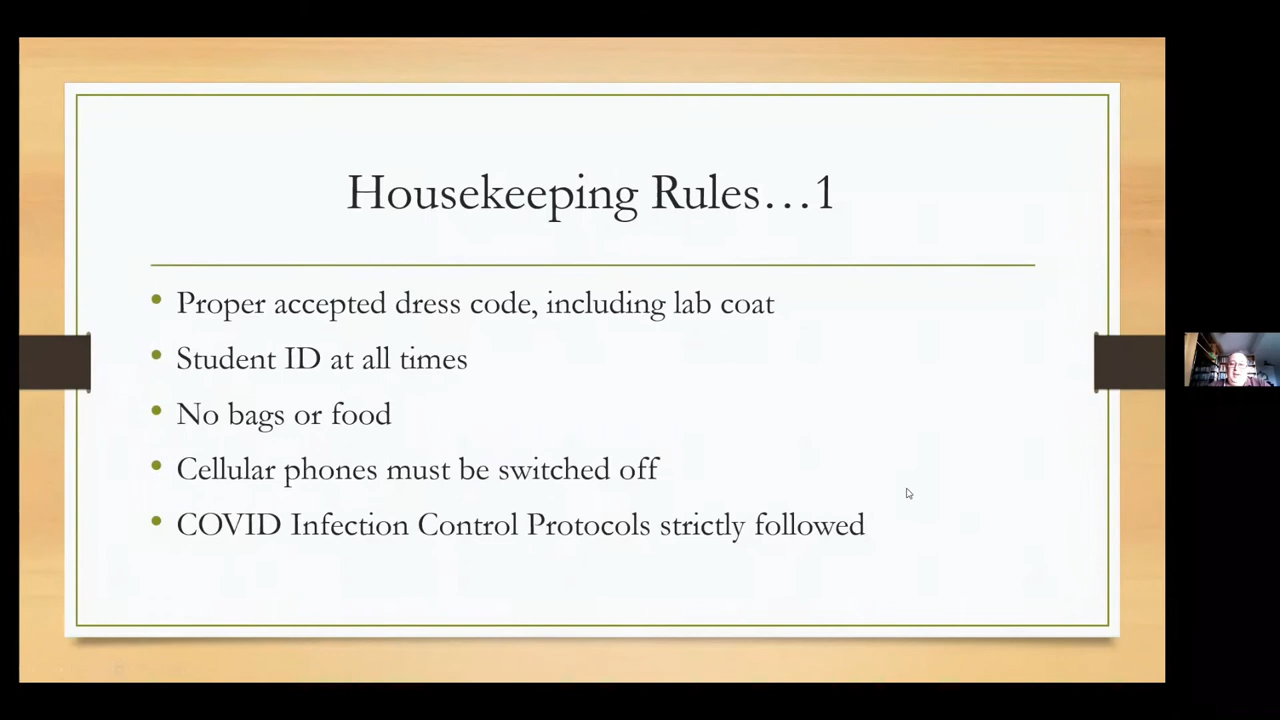 Housekeeping Rules…1
Proper accepted dress code, including lab coat
Student ID at all times
No bags or food
Cellular phones must be switched off
COVID Infection Control Protocols strictly followed